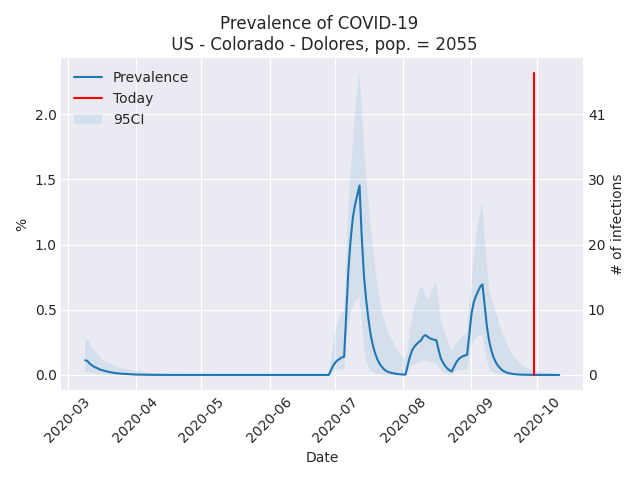 Prevalence of COVID-19
US - Colorado - Dolores, pop. = 2055
Prevalence
Today
95CI
2.0
1.5
1.0
0.5
0.0
%
41
30
20
10
0
# of infections
2020-03
2020-04
2020-05
2020-06
2020-07
2020-08
2020-09
2020-10
Date